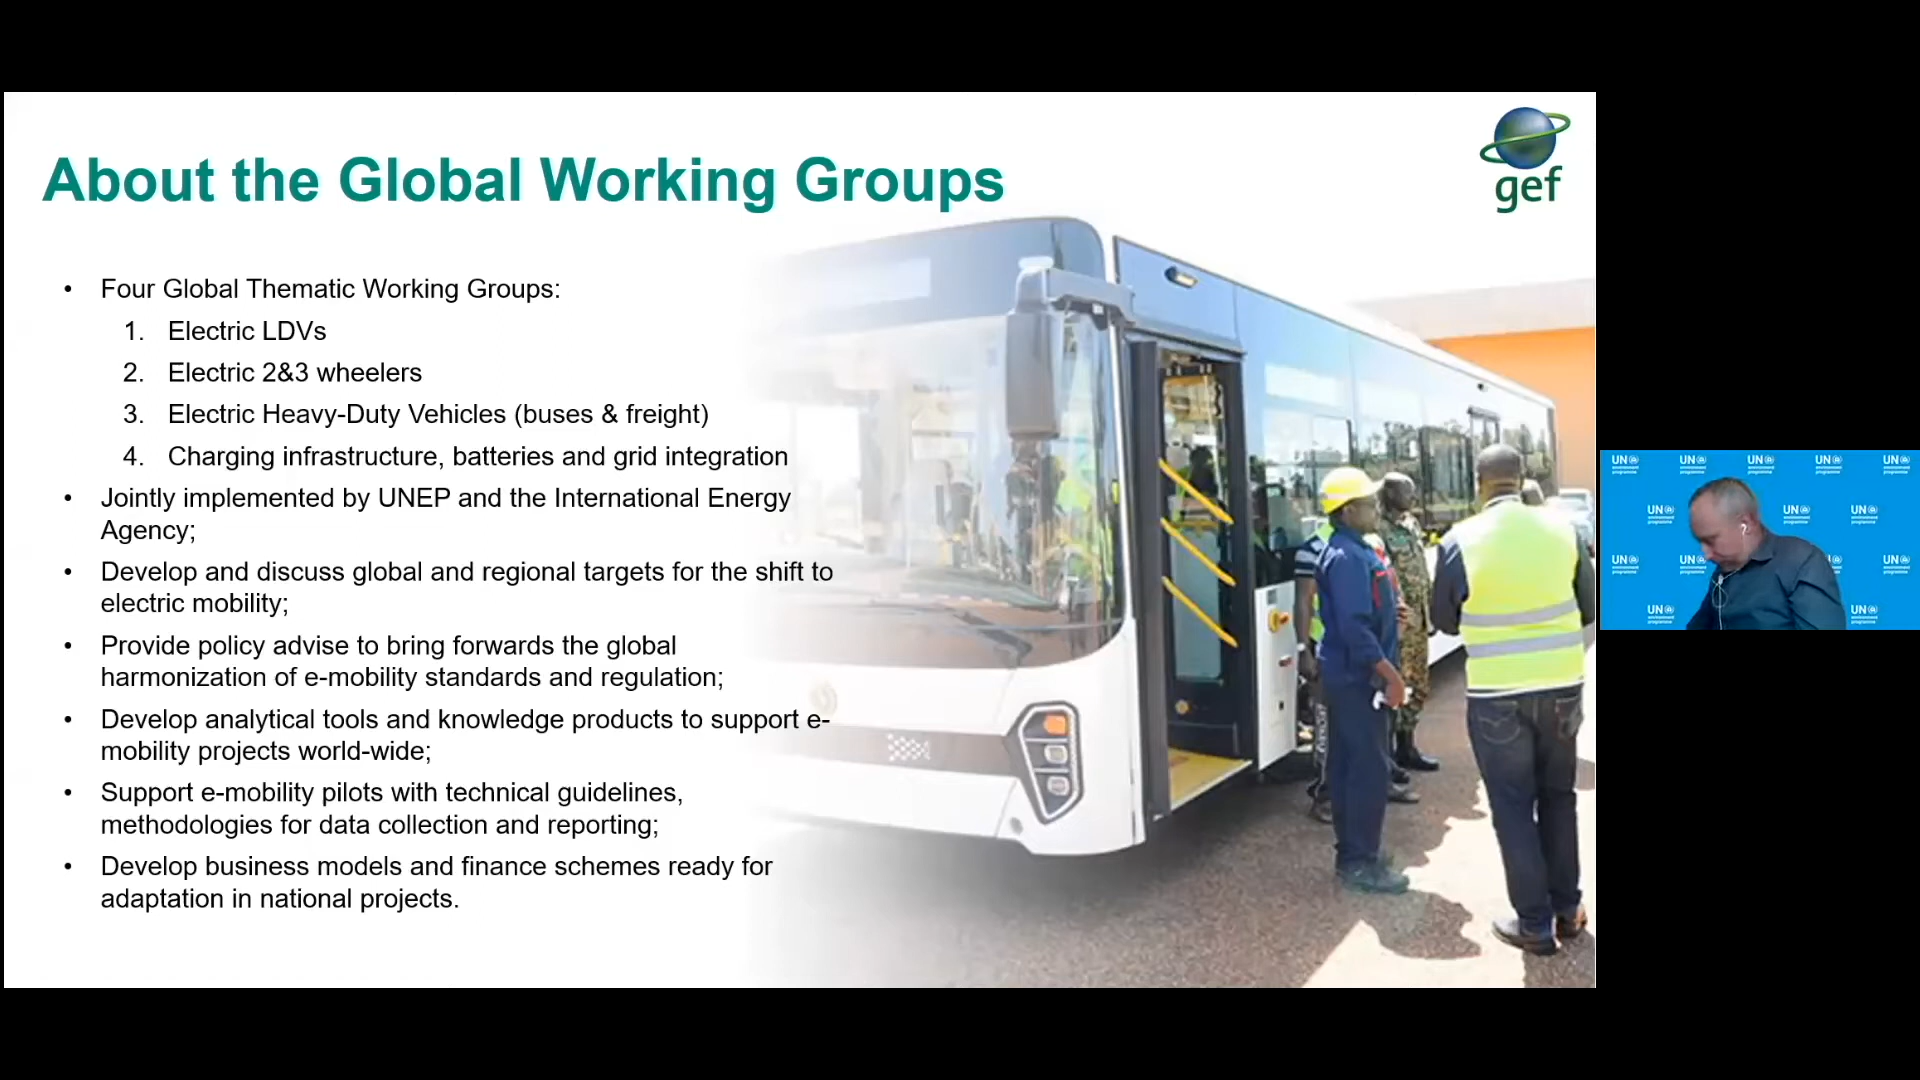 About the Global Working Groups
gef
• Four Global Thematic Working Groups:
1. Electric LDVs
2. Electric 2&3 wheelers
3. Electric Heavy-Duty Vehicles (buses & freight)
4. Charging infrastructure, batteries and grid integration
• Jointly implemented by UNEP and the International Energy
Agency;
• Develop and discuss global and regional targets for the shift to
electric mobility;
• Provide policy advise to bring forwards the global
harmonization of e-mobility standards and regulation;
• Develop analytical tools and knowledge products to support e-
mobility projects world-wide;
• Support e-mobility pilots with technical guidelines,
methodologies for data collection and reporting;
• Develop business models and finance schemes ready for
adaptation in national projects.
UN
environment
programme